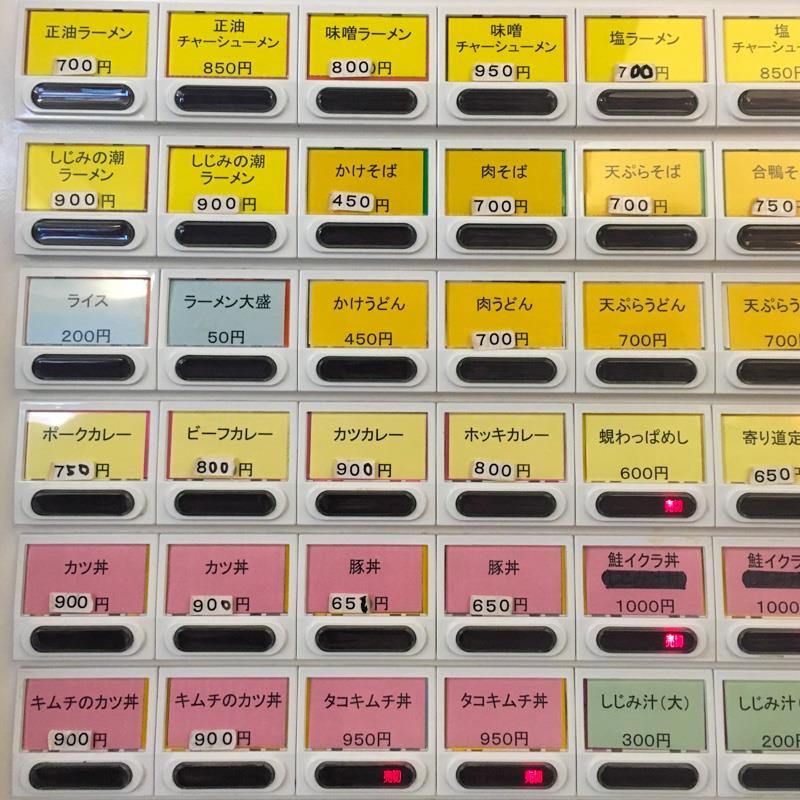 正油ラーメン
700円
正油
チャーシューメン
850円
味噌ラーメン
800円
味噌
チャーシューメン
950円
塩ラーメン
700円
塩
チャーシュー
850円
しじみの潮
ラーメン
900円
しじみの潮
ラーメン
900円
かけそば
450円
肉そば
700円
天ぷらそば
700円
合鴨そ
750
ライス
200円
ラーメン大盛
50円
かけうどん
450円
肉うどん
700円
天ぷらうどん
700円
天ぷらう
700
ポークカレー
750円
ビーフカレー
800円
カツカレー
900円
ホッキカレー
800円
蜆わっぱめし
600円
売切
寄り道定
650
カツ丼
900円
カツ丼
900円
豚丼
豚丼
650円
鮭イクラ丼
1000円
売切
鮭イクラ
1000
キムチのカツ丼
900円
キムチのカツ丼
900円
タコキムチ丼
950円
売切
タコキムチ丼
950円
売切
しじみ汁(大)
300円
しじみ汁(
200